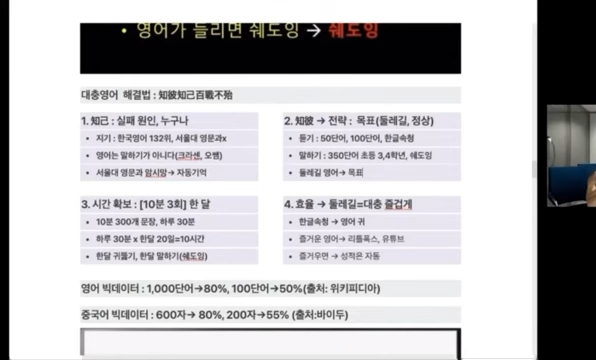 • 영어가 들리면 쉐도잉 → 쉐도잉
대충영어 해결법 : 知彼知己百戰不殆
1. 知己 : 실패 원인, 누구나
• 지기 : 한국영어 132위, 서울대 영문과x
• 영어는 말하기가 아니다(크라센, 모쌤)
• 서울대 영문과 암시망→ 자동기억
2. 知彼 → 전략 : 목표(둘레길, 정상)
• 듣기 : 50단어, 100단어, 한글속청
• 말하기 : 350단어 초등 3,4학년, 쉐도잉
• 둘레길 영어→ 목표
3. 시간 확보 : [10분 3회] 한 달
• 10분 300개 문장, 하루 30분
• 하루 30분 x 한달 20일=10시간
• 한달 귀뚫기, 한달 말하기(쉐도잉)
4. 효율 → 둘레길=대충 즐겁게
• 한글속청 → 영어 귀
• 즐거운 영어→ 리틀폭스, 유튜브
• 즐거우면 → 성적은 자동
영어 빅데이터 : 1,000단어→80%, 100단어→50%(출처: 위키피디아)
중국어 빅데이터 : 600자→ 80%, 200자→55% (출처:바이두)